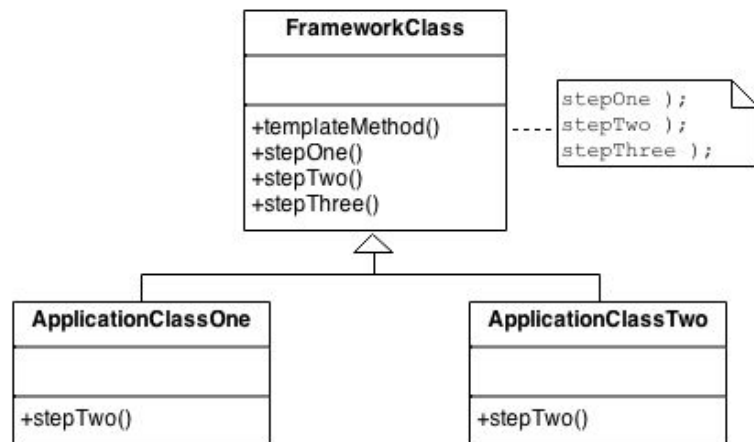 FrameworkClass
+templateMethod()
+stepOne()
+stepTwo()
+stepThree()
stepOne );
stepTwo );
stepThree );
ApplicationClassOne
+stepTwo()
ApplicationClassTwo
+stepTwo()